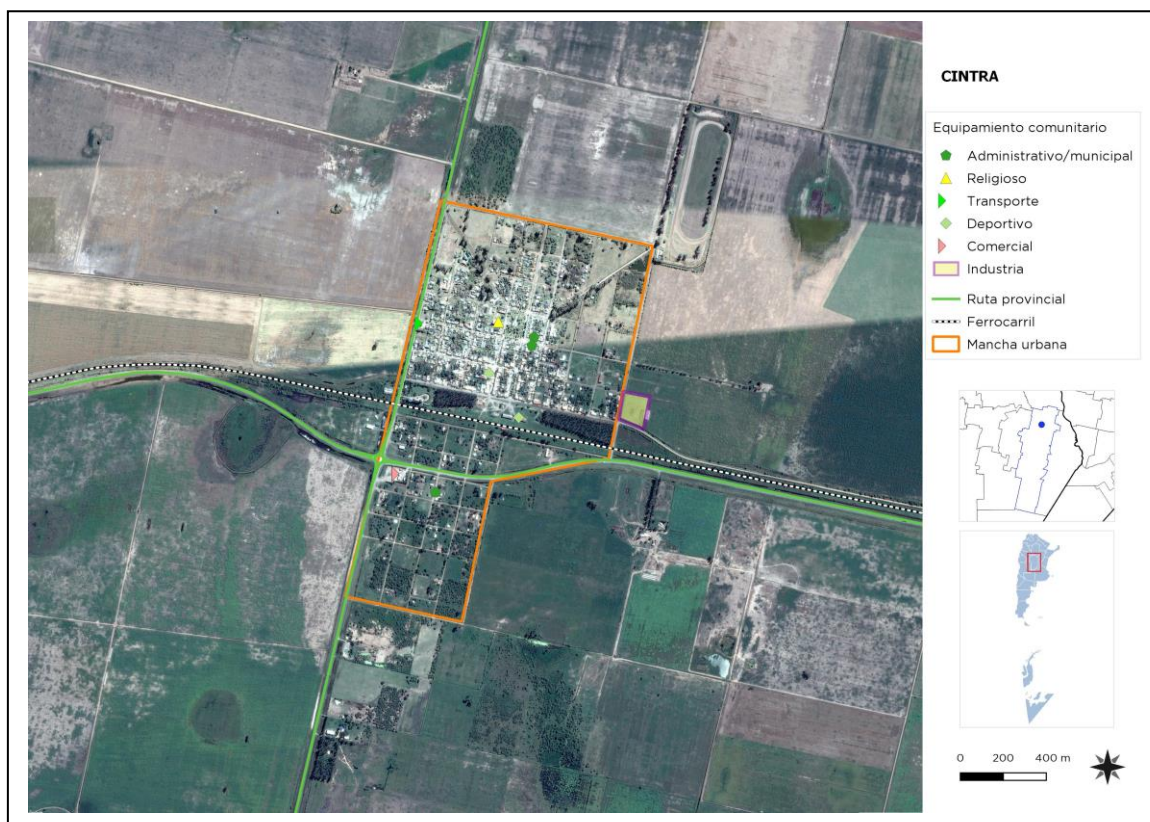 CINTRA
Equipamiento comunitario
Administrativo/municipal
Religioso
Transporte
Deportivo
Comercial
Industria
Ruta provincial
Ferrocarril
Mancha urbana
0 200 400 m